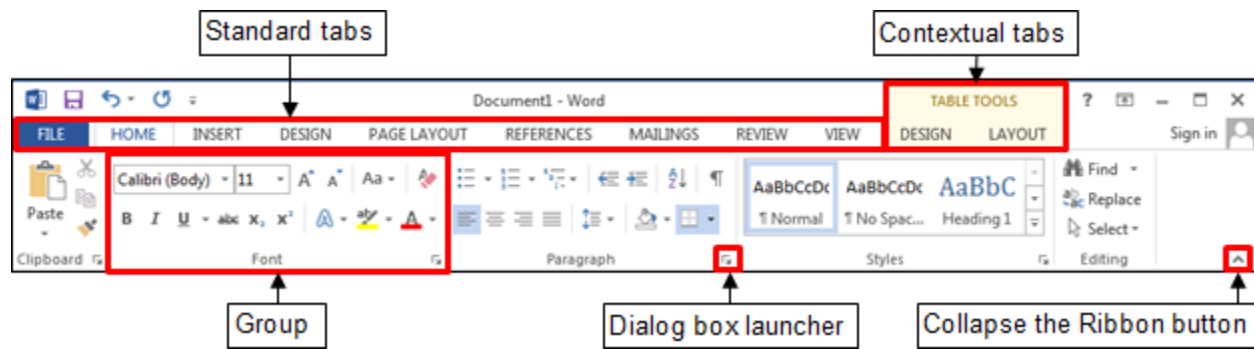 Standard tabs
Contextual tabs
Document1 - Word
TABLE TOOLS
?
FILE HOME INSERT DESIGN PAGE LAYOUT REFERENCES MAILINGS REVIEW VIEW DESIGN LAYOUT Sign in
Calibri (Body) 11 A A Aa
Paste
B I U abc X₂ X² A ab A
AaBbCcDc AaBbCcDc AaBbC
¶ Normal ¶ No Spac... Heading 1
Find
Replace
Select
Clipboard Font Paragraph Styles Editing
Group
Dialog box launcher
Collapse the Ribbon button